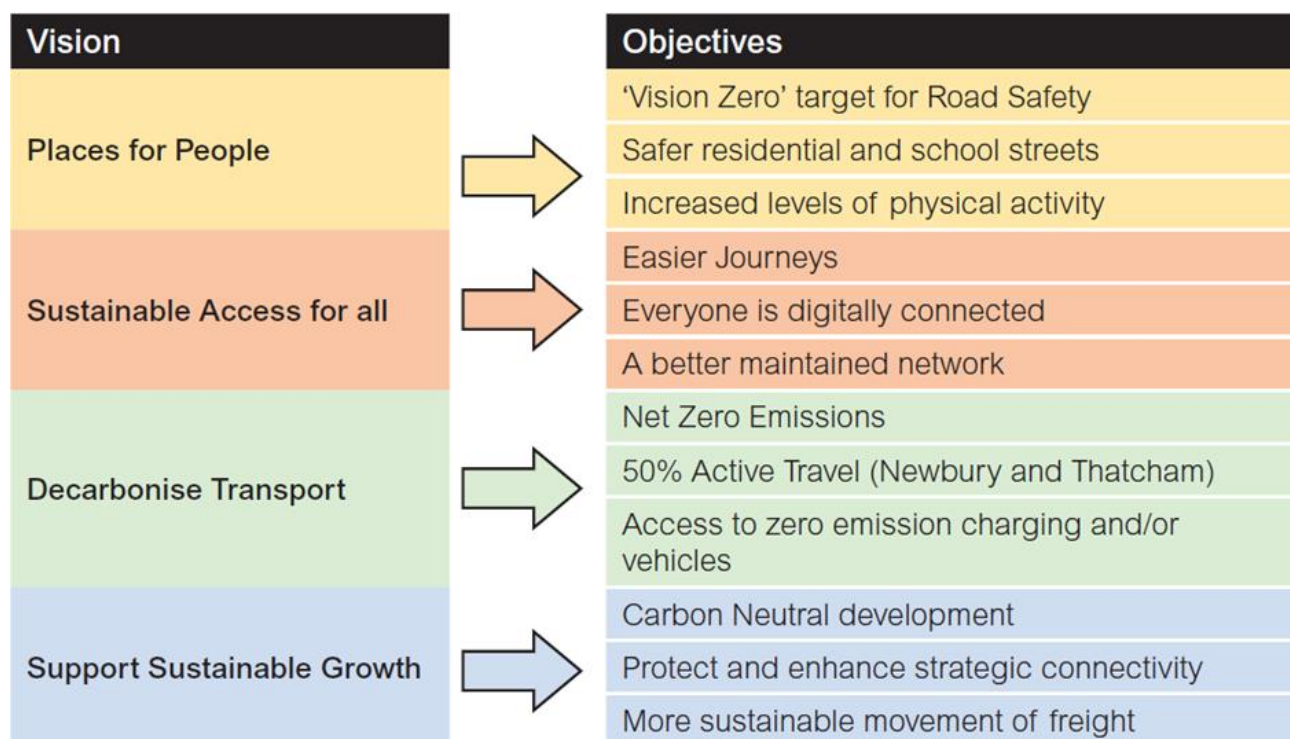 Vision
Objectives
Places for People
‘Vision Zero’ target for Road Safety
Safer residential and school streets
Increased levels of physical activity
Sustainable Access for all
Easier Journeys
Everyone is digitally connected
A better maintained network
Decarbonise Transport
Net Zero Emissions
50% Active Travel (Newbury and Thatcham)
Access to zero emission charging and/or
vehicles
Support Sustainable Growth
Carbon Neutral development
Protect and enhance strategic connectivity
More sustainable movement of freight